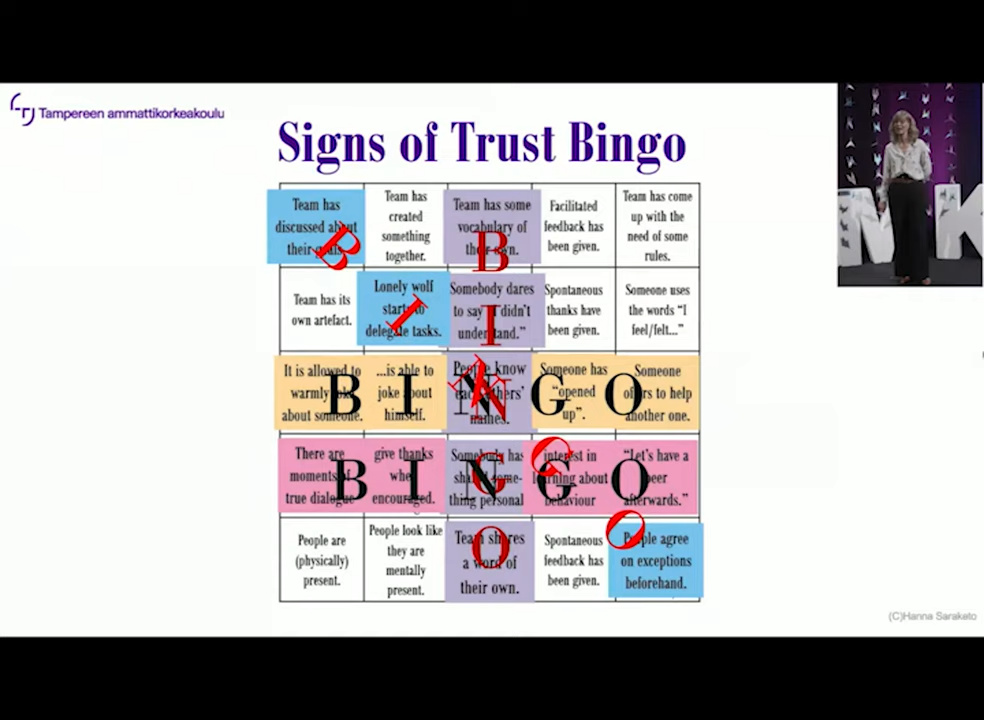 Tampereen ammattikorkeakoulu
Signs of Trust Bingo
Team has
discussed about
their goals.
Team has
created
something
together.
Team has some
vocabulary of
their own.
Facilitated
feedback has
been given.
Team has come
up with the
need of some
rules.
Team has its
own artefact.
Lonely wolf
starts to
delegate tasks.
Somebody dares
to say "I didn't
understand."
Spontaneous
thanks have
been given.
Someone uses
the words "I
feel/felt..."
It is allowed to
warmly joke
about someone.
...is able to
joke about
himself.
People know
each others'
names.
Someone has
"opened
up".
Someone
offers to help
another one.
There are
moments of
true dialogue
give thanks
when
encouraged.
Somebody has
shared some-
thing personal
interest in
learning about
behaviour
"Let's have a
beer
afterwards."
People are
(physically)
present.
People look like
they are
mentally
present.
Team shares
a word of
their own.
Spontaneous
feedback has
been given.
People agree
on exceptions
beforehand.
B I N G O
B I N G O
B I N G O
B I N G O
M K
(C)Hanna Saraketo